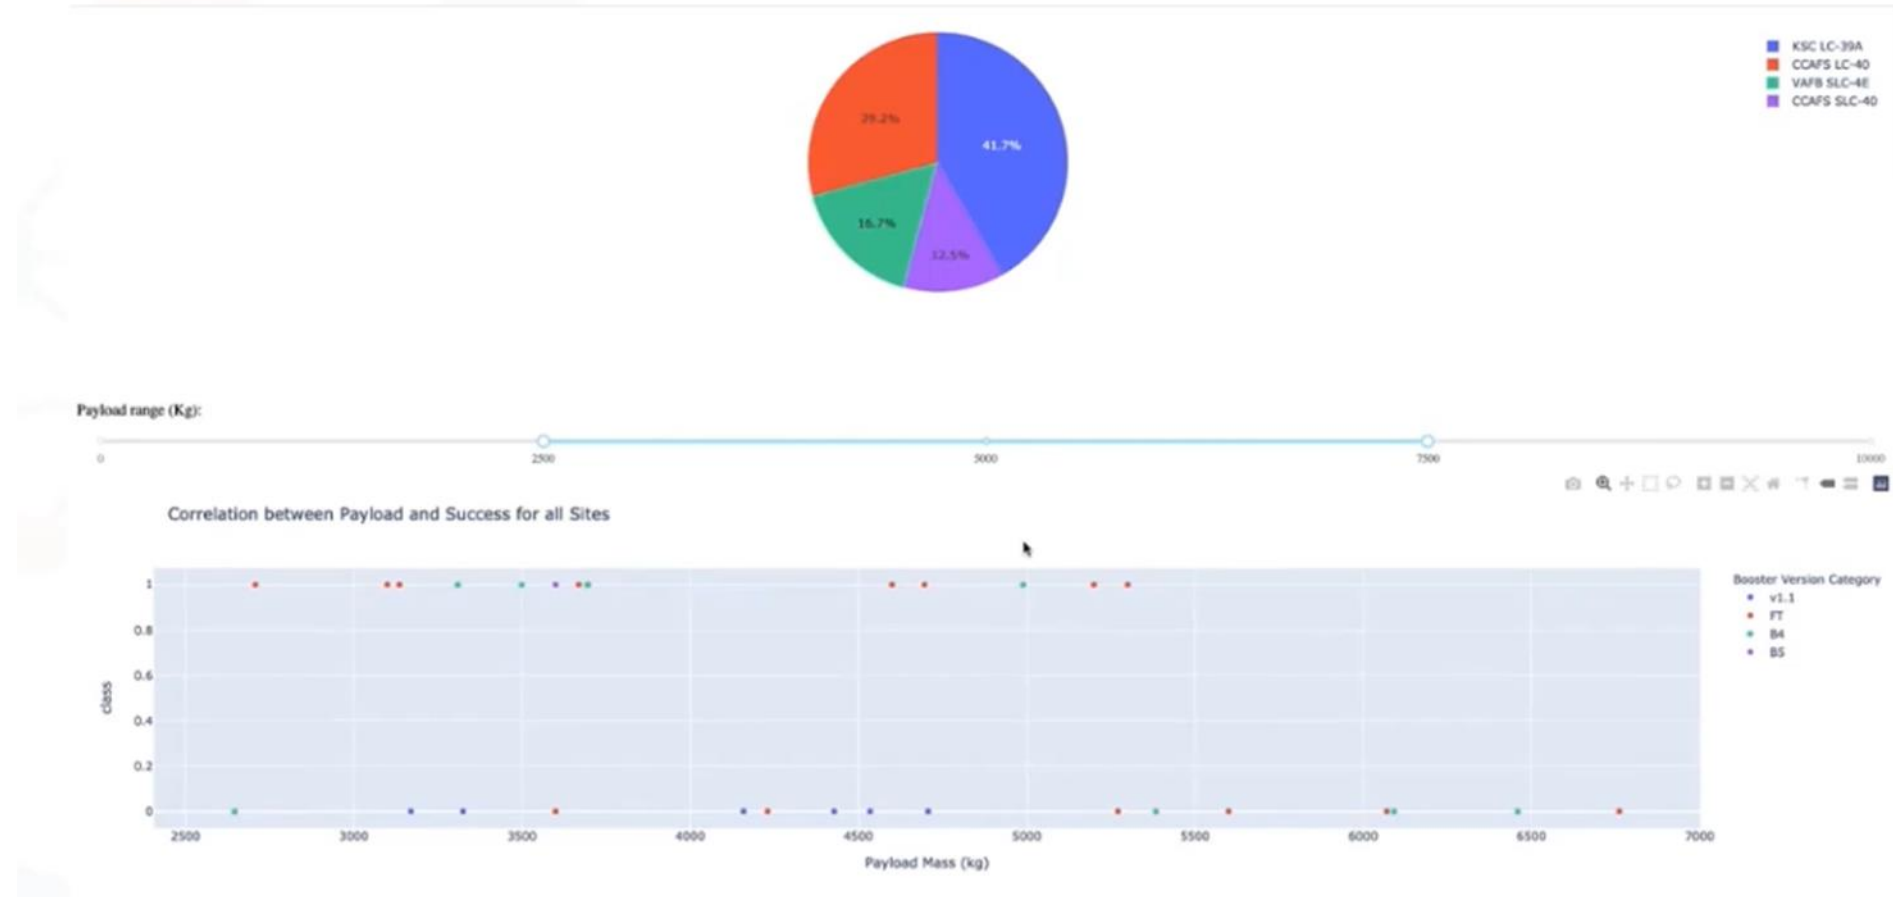 KSC LC-39A
CCAFS LC-40
VAFB SLC-4E
CCAFS SLC-40
29.2%
41.7%
16.7%
12.5%
Payload range (Kg):
0 2500 5000 7500 10000
Correlation between Payload and Success for all Sites
Booster Version Category
v1.1
FT
B4
B5
class
1
0.8
0.6
0.4
0.2
0
2500 3000 3500 4000 4500 5000 5500 6000 6500 7000
Payload Mass (kg)